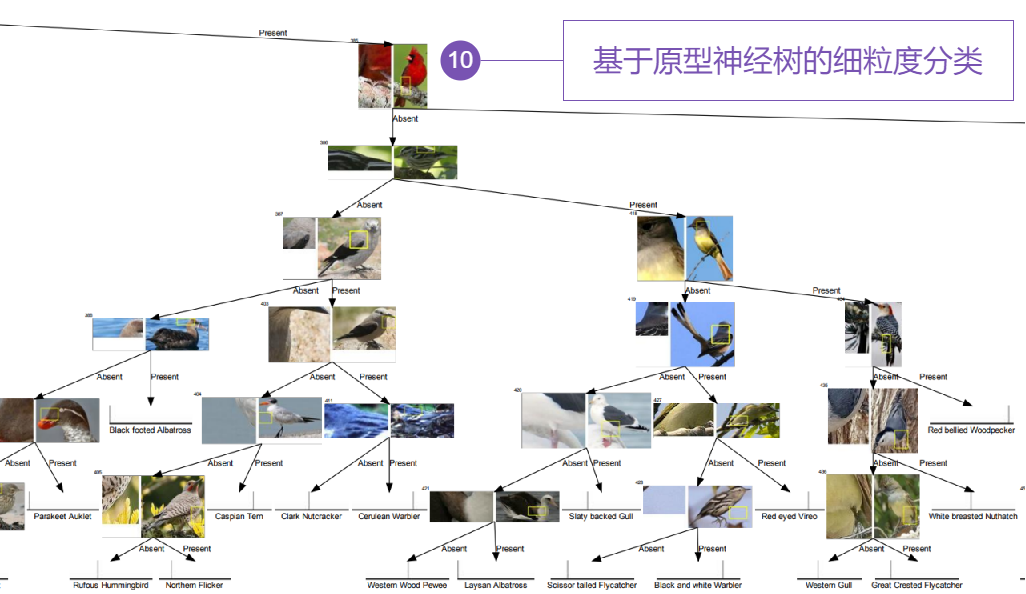 Present
10
基于原型神经树的细粒度分类
Absent
Absent
Present
Absent
Present
Absent
Present
Absent
Present
Absent
Present
Absent
Present
Absent
Present
Black footed Albatross
Red bellied Woodpecker
Absent
Present
Absent
Present
Absent
Present
Absent
Present
Absent
Present
Absent
Present
Parakeet Auklet
Caspian Tern
Clark Nutcracker
Cerulean Warbler
Slaty backed Gull
Red eyed Vireo
White breasted Nuthatch
Absent
Present
Absent
Present
Absent
Present
Absent
Present
Rufous Hummingbird
Northern Flicker
Western Wood Pewee
Laysan Albatross
Scissor tailed Flycatcher
Black and white Warbler
Western Gull
Great Crested Flycatcher